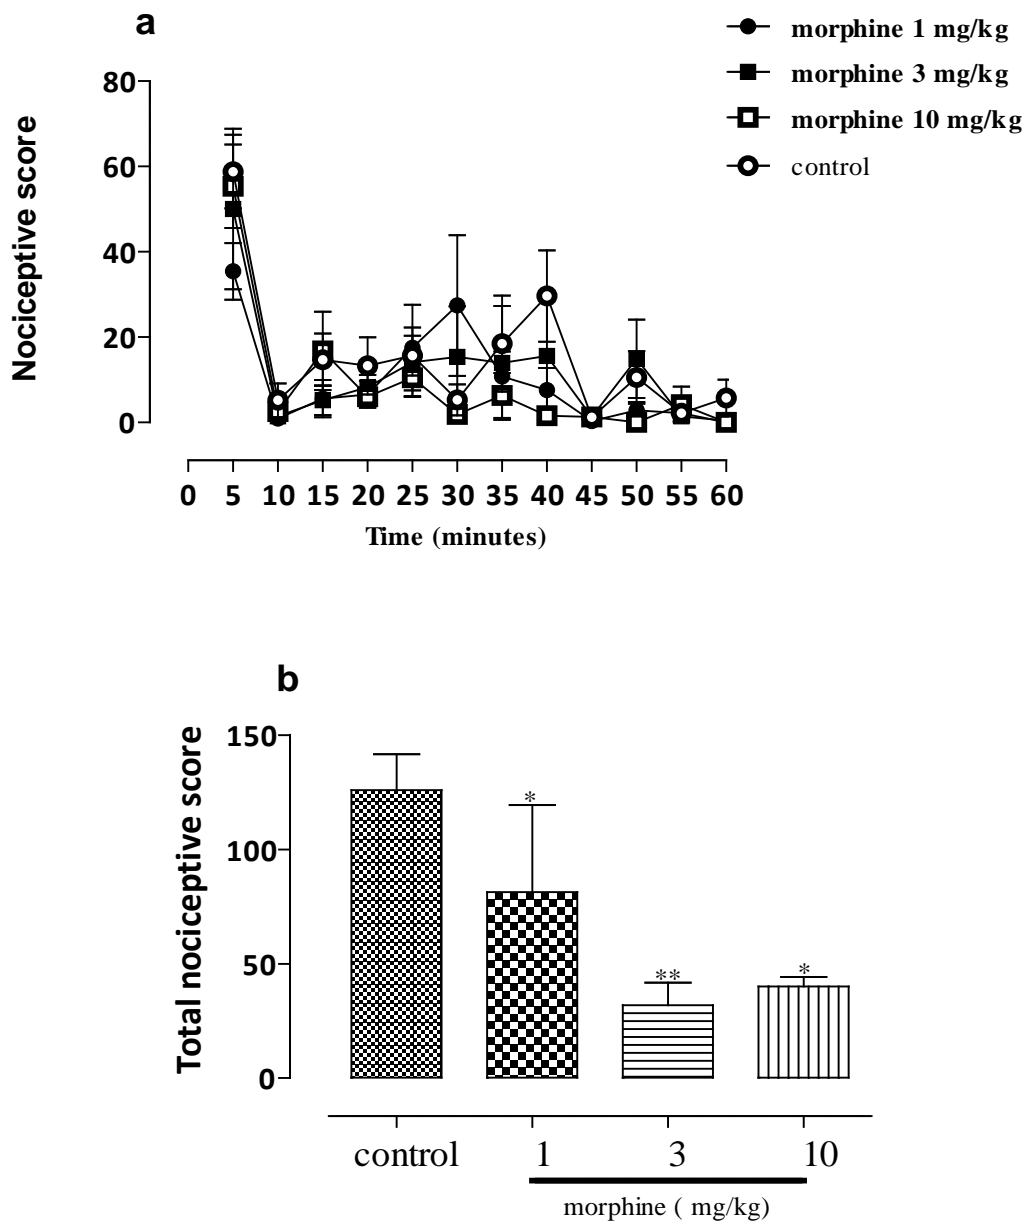 a
morphine 1 mg/kg
morphine 3 mg/kg
morphine 10 mg/kg
control
Nociceptive score
80
60
40
20
0
0 5 10 15 20 25 30 35 40 45 50 55 60
Time (minutes)
b
Total nociceptive score
150
100
50
0
*
**
*
control 1 3 10
morphine ( mg/kg)